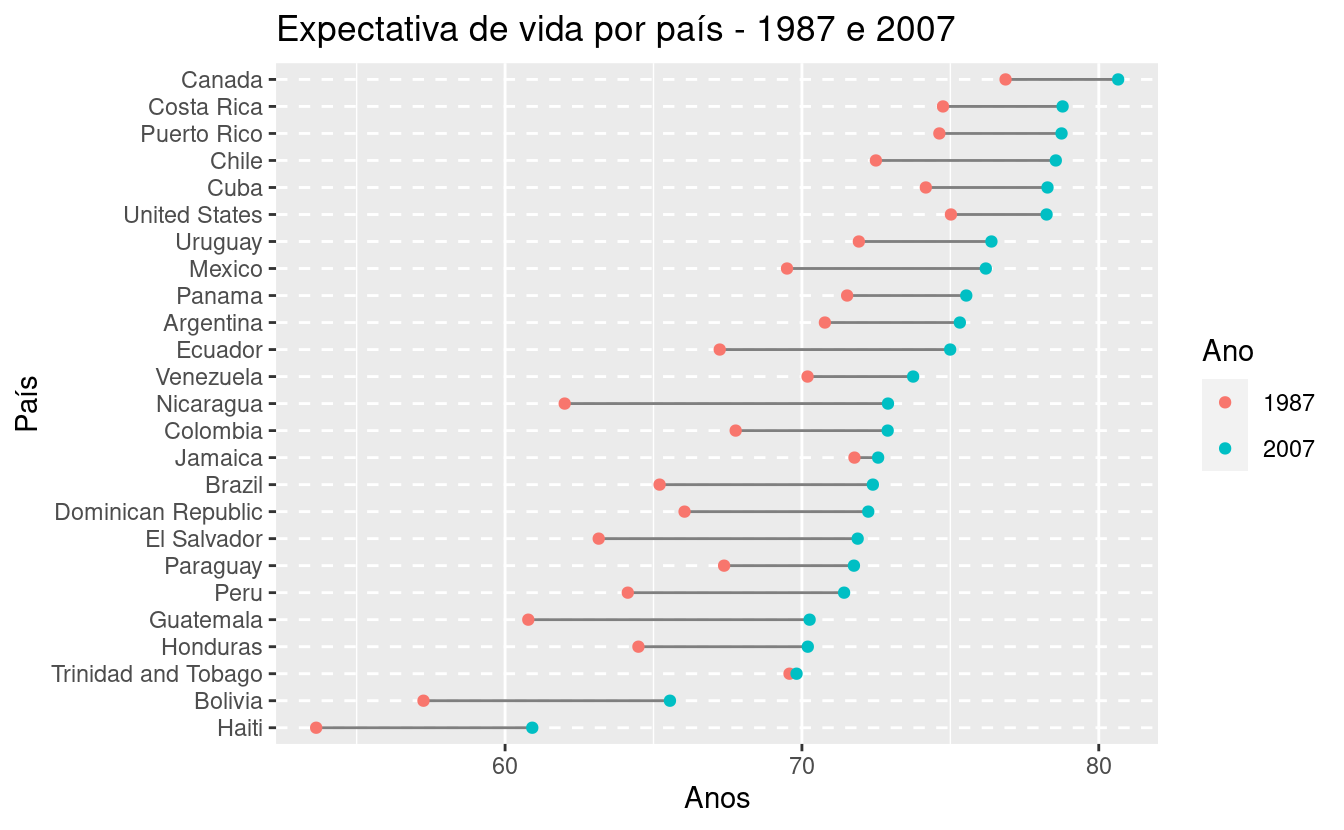 Expectativa de vida por país - 1987 e 2007
País
Canada
Costa Rica
Puerto Rico
Chile
Cuba
United States
Uruguay
Mexico
Panama
Argentina
Ecuador
Venezuela
Nicaragua
Colombia
Jamaica
Brazil
Dominican Republic
El Salvador
Paraguay
Peru
Guatemala
Honduras
Trinidad and Tobago
Bolivia
Haiti
60 70 80
Anos
Ano
1987
2007